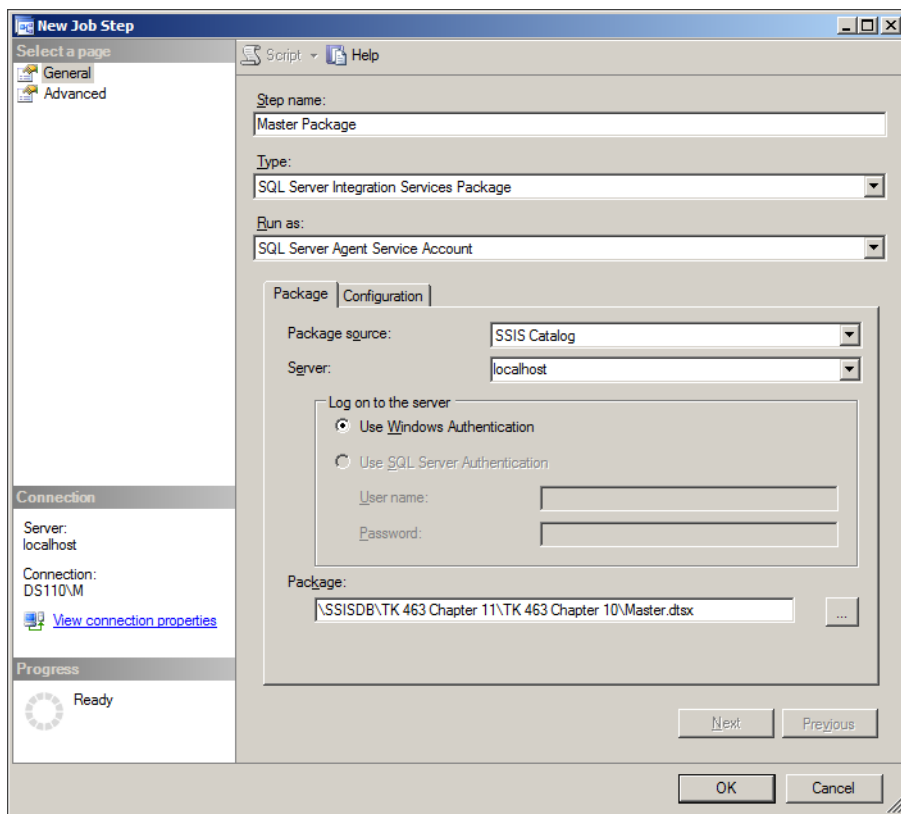 New Job Step
Select a page
General
Advanced
Script
Help
Step name:
Master Package
Type:
SQL Server Integration Services Package
Run as:
SQL Server Agent Service Account
Package
Configuration
Package source:
SSIS Catalog
Server:
localhost
Log on to the server
Use Windows Authentication
Use SQL Server Authentication
User name:
Password:
Package:
\SSISDB\TK 463 Chapter 11\TK 463 Chapter 10\Master.dtsx
...
Connection
Server:
localhost
Connection:
DS110\M
View connection properties
Progress
Ready
Next
Previous
OK
Cancel